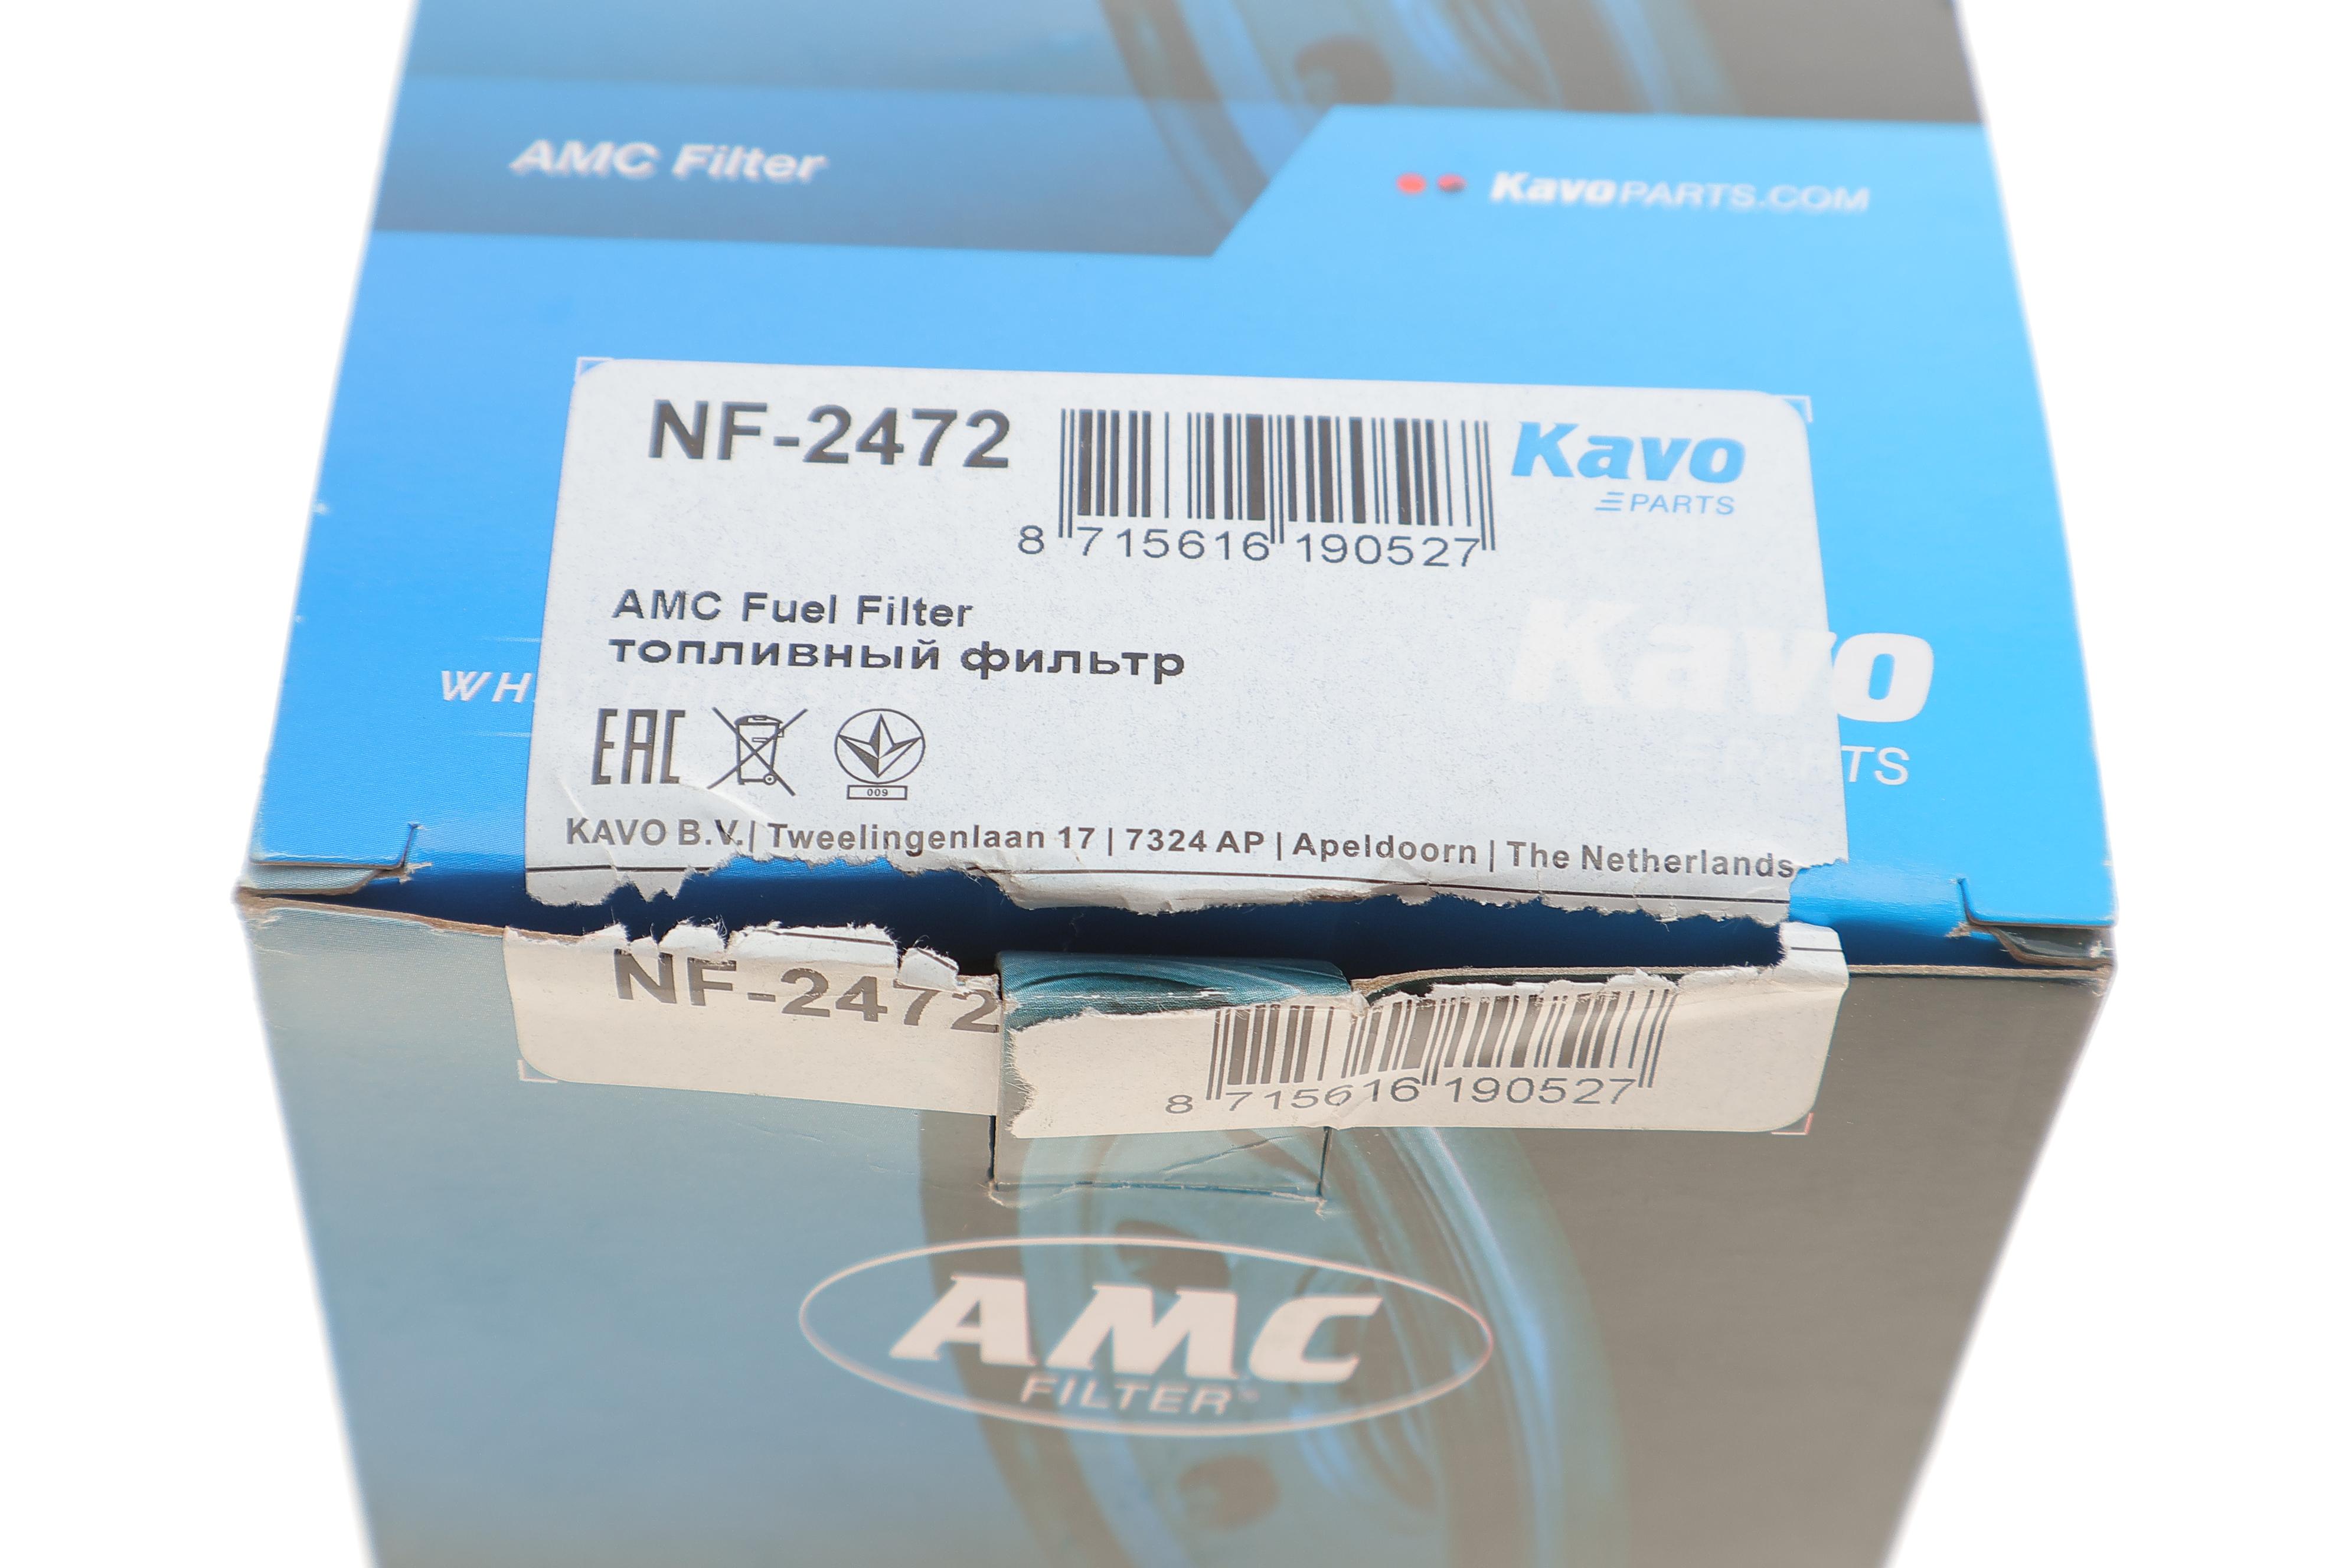 AMC Filter
KavoPARTS.COM
NF-2472
8 715616 190527
Kavo
PARTS
AMC Fuel Filter
топливный фильтр
Kavo
EAC
009
KAVO B.V.| Tweelingenlaan 17 | 7324 AP | Apeldoorn | The Netherlands
NF-2472
8 715616 190527
AMC
FILTER